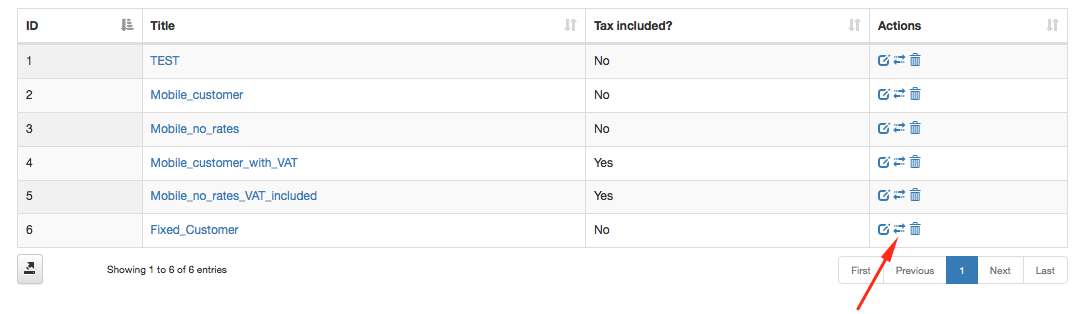 ID Title Tax included? Actions
1 TEST No
2 Mobile_customer No
3 Mobile_no_rates No
4 Mobile_customer_with_VAT Yes
5 Mobile_no_rates_VAT_included Yes
6 Fixed_Customer No
Showing 1 to 6 of 6 entries First Previous 1 Next Last